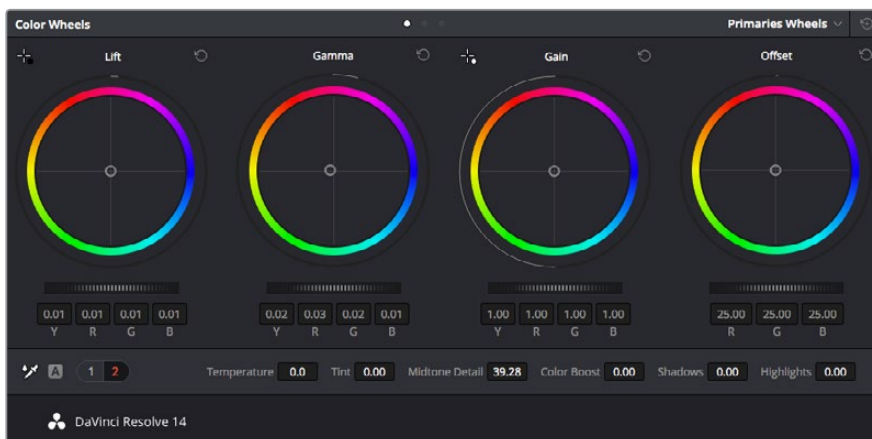 Color Wheels Primaries Wheels
Lift Gamma Gain Offset
0.01 0.01 0.01 0.01 0.02 0.03 0.02 0.01 1.00 1.00 1.00 1.00 25.00 25.00 25.00
Y R G B Y R G B Y R G B R G B
A 1 2 Temperature 0.0 Tint 0.00 Midtone Detail 39.28 Color Boost 0.00 Shadows 0.00 Highlights 0.00
DaVinci Resolve 14